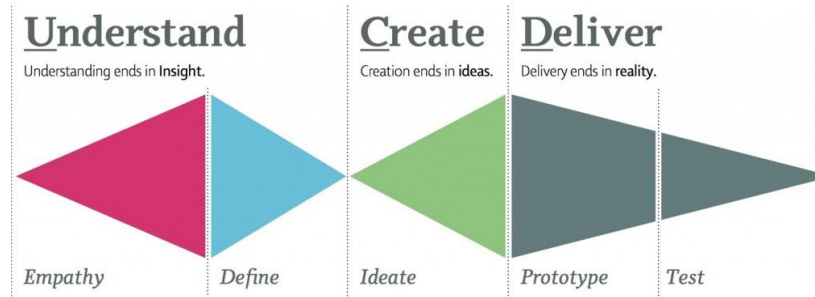 Understand
Understanding ends in Insight.
Create
Creation ends in ideas.
Deliver
Delivery ends in reality.
Empathy
Define
Ideate
Prototype
Test